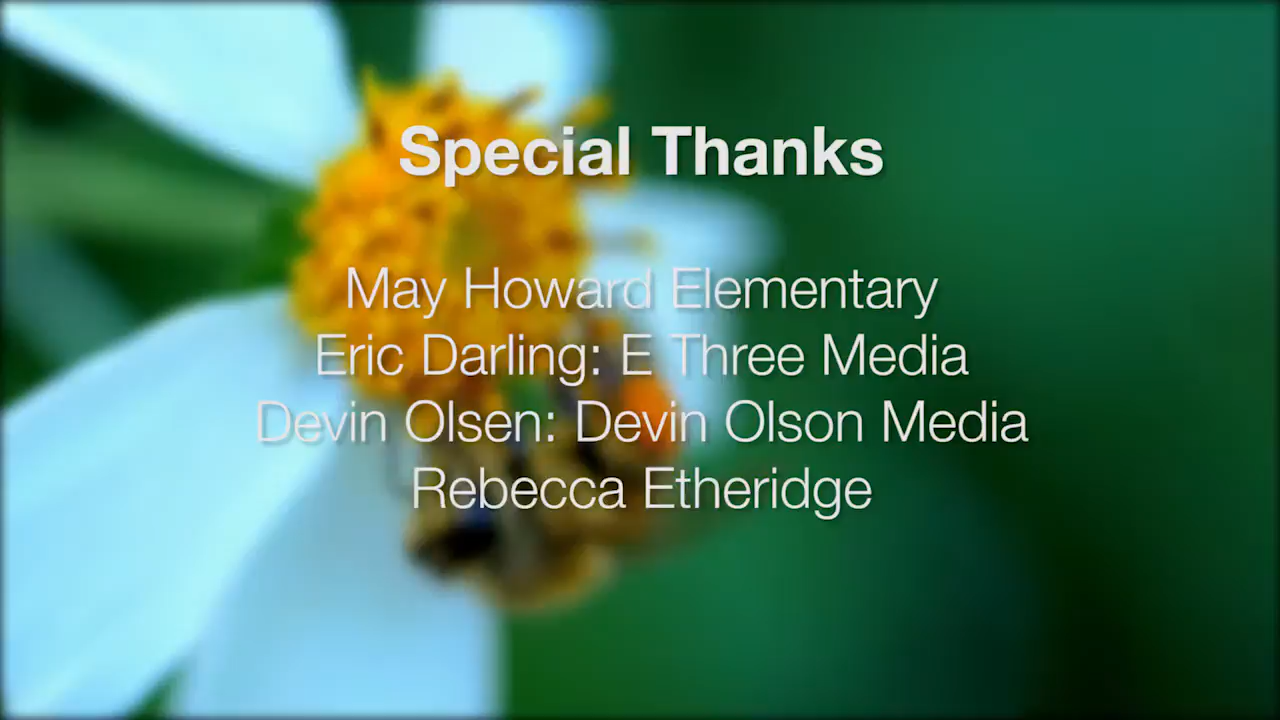 Special Thanks
May Howard Elementary
Eric Darling: E Three Media
Devin Olsen: Devin Olson Media
Rebecca Etheridge